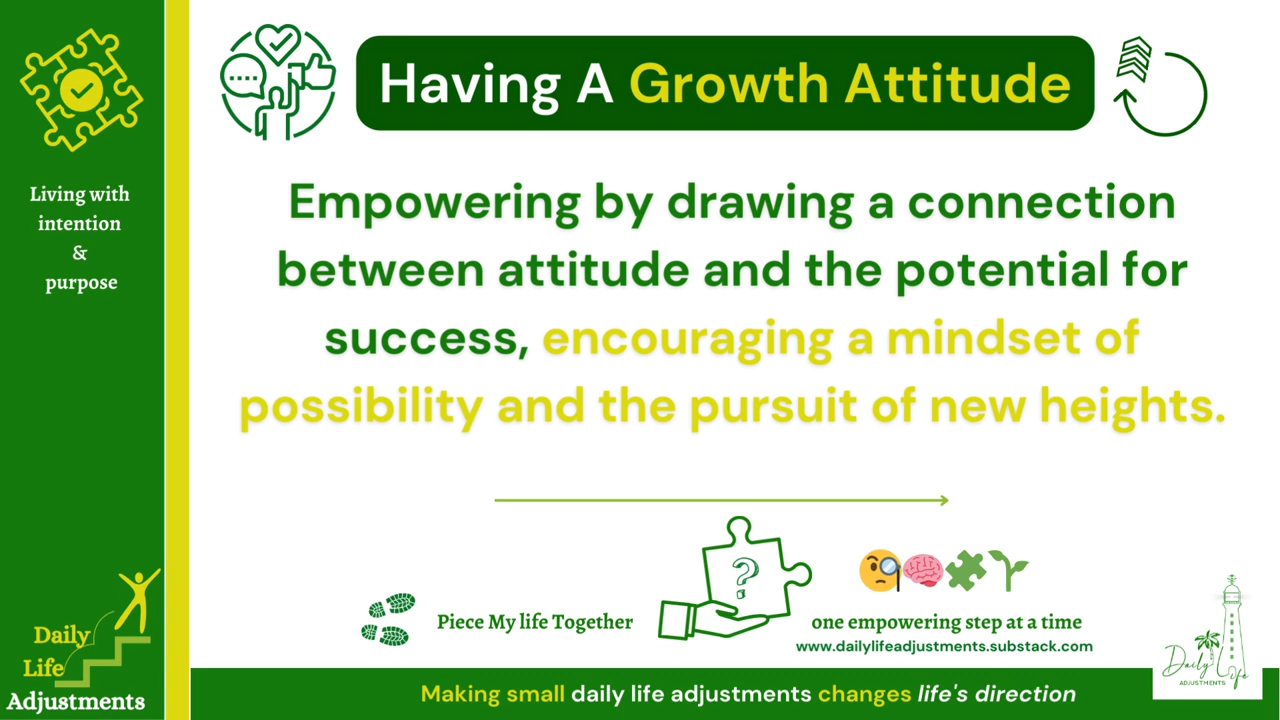 Having A Growth Attitude
Living with
intention
&
purpose
Empowering by drawing a connection
between attitude and the potential for
success, encouraging a mindset of
possibility and the pursuit of new heights.
?
Piece My life Together
one empowering step at a time
www.dailylifeadjustments.substack.com
Daily
Life
Adjustments
Daily Life
ADJUSTMENTS
Making small daily life adjustments changes life's direction